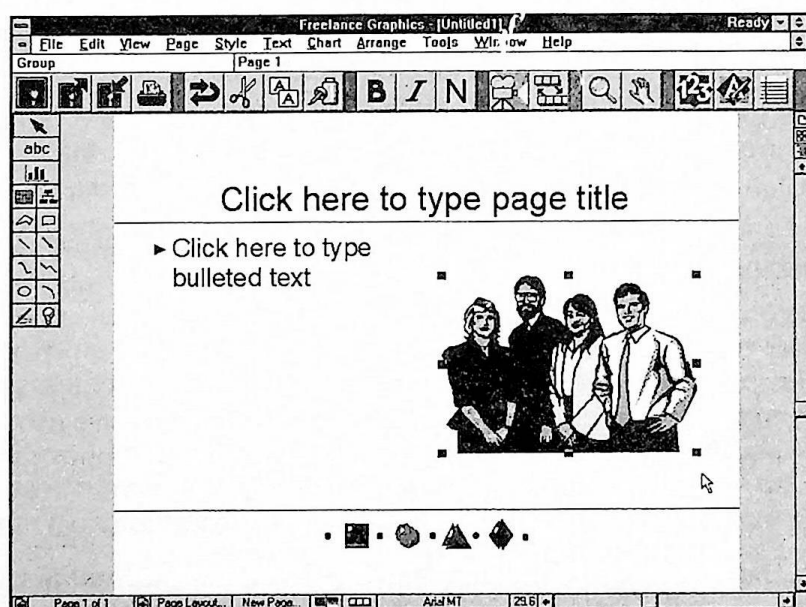 Freelance Graphics - [Untitled1] Ready
File Edit View Page Style Text Chart Arrange Tools Window Help
Group Page 1
B I N 123 A
abc
Click here to type page title
► Click here to type
bulleted text
Page 1 of 1 Page Layout... New Page... Arial MT 29.6